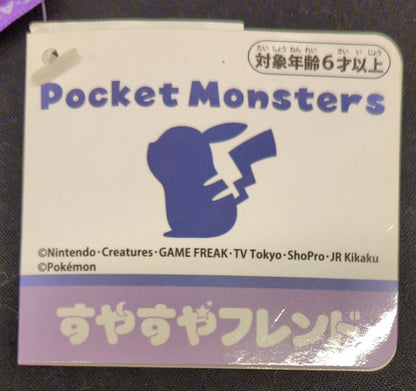 たい しょう ねん れい さい い じょう
対象年齢6才以上
Pocket Monsters
©Nintendo・Creatures・GAME FREAK・TV Tokyo・ShoPro・JR Kikaku
©Pokémon
すやすやフレンド